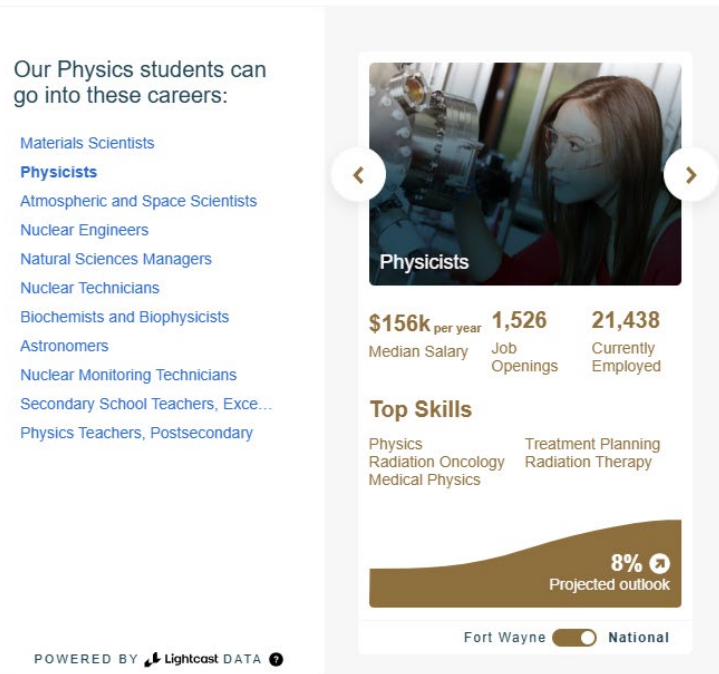 Our Physics students can
go into these careers:
Materials Scientists
Physicists
Atmospheric and Space Scientists
Nuclear Engineers
Natural Sciences Managers
Nuclear Technicians
Biochemists and Biophysicists
Astronomers
Nuclear Monitoring Technicians
Secondary School Teachers, Exce...
Physics Teachers, Postsecondary
POWERED BY Lightcast DATA ?
Physicists
$156k per year
Median Salary
1,526
Job
Openings
21,438
Currently
Employed
Top Skills
Physics
Radiation Oncology
Medical Physics
Treatment Planning
Radiation Therapy
8%
Projected outlook
Fort Wayne National